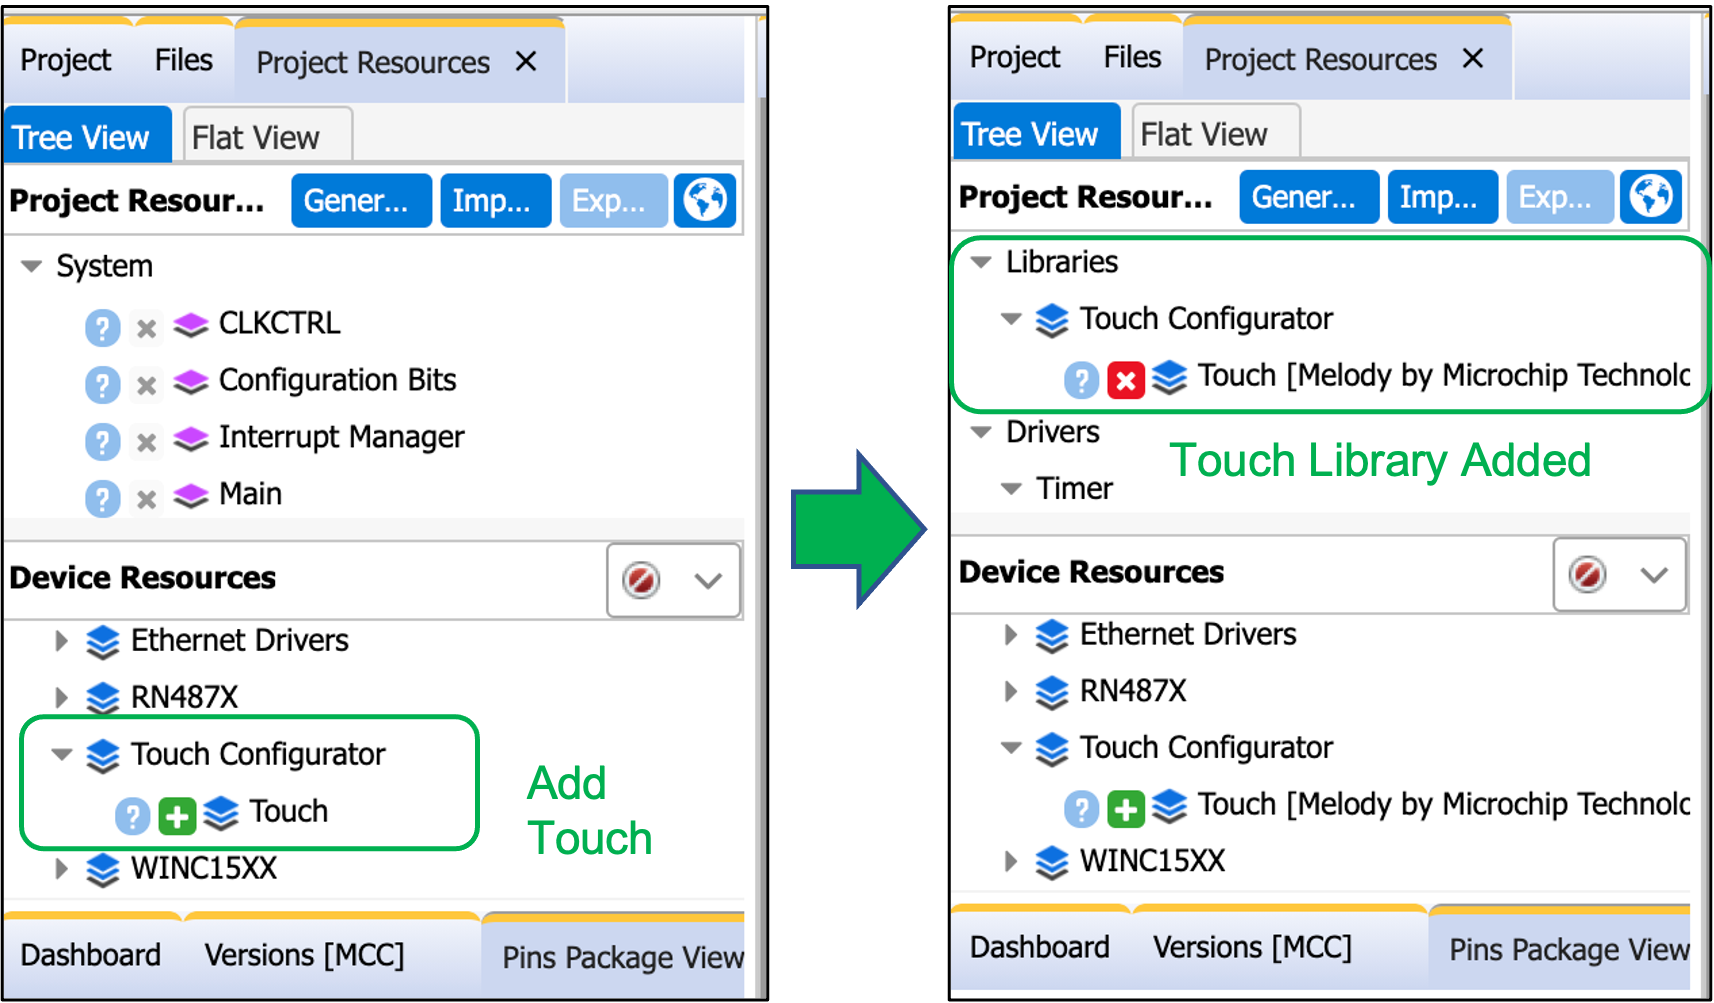 Project Files Project Resources
Tree View Flat View
Project Resour... Gener... Imp... Exp...
System
CLKCTRL
Configuration Bits
Interrupt Manager
Main
Device Resources
Ethernet Drivers
RN487X
Touch Configurator
Touch
WINC15XX
Add
Touch
Dashboard Versions [MCC] Pins Package View
Project Files Project Resources
Tree View Flat View
Project Resour... Gener... Imp... Exp...
Libraries
Touch Configurator
Touch [Melody by Microchip Technolo
Drivers
Touch Library Added
Timer
Device Resources
Ethernet Drivers
RN487X
Touch Configurator
Touch [Melody by Microchip Technolo
WINC15XX
Dashboard Versions [MCC] Pins Package View